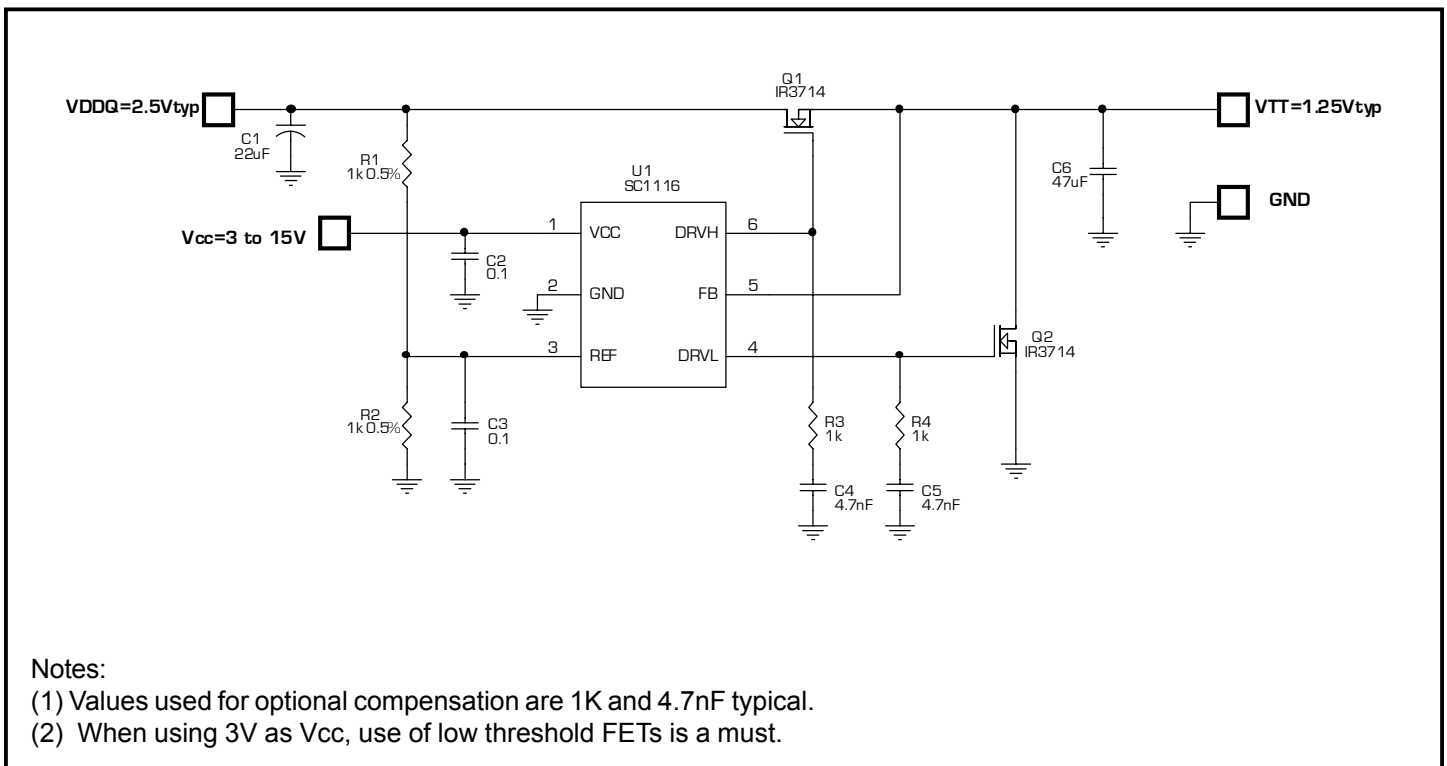 Q1
IR3714
VDDQ=2.5Vtyp
VTT=1.25Vtyp
C1
22uF
R1
1k 0.5%
C6
47uF
U1
SC1116
GND
Vcc=3 to 15V
1
VCC
DRVH
6
C2
0.1
2
GND
FB
5
Q2
IR3714
3
REF
DRVL
4
R2
1k 0.5%
C3
0.1
R3
1k
R4
1k
C4
4.7nF
C5
4.7nF
Notes:
(1) Values used for optional compensation are 1K and 4.7nF typical.
(2) When using 3V as Vcc, use of low threshold FETs is a must.